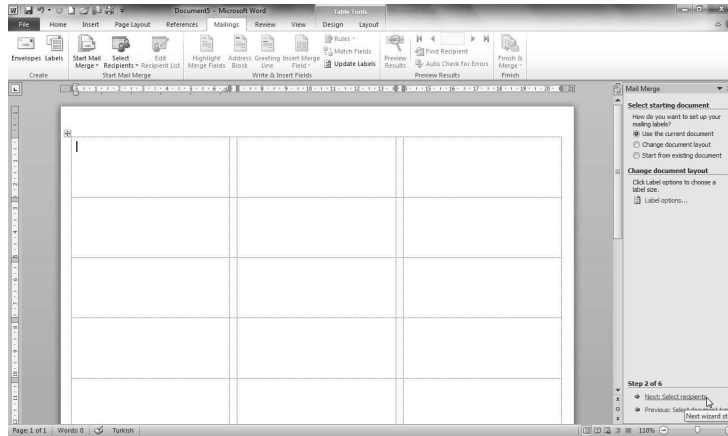 Document5 - Microsoft Word
Table Tools
File Home Insert Page Layout References Mailings Review View Design Layout
Envelopes Labels
Start Mail Merge
Select Recipients
Edit Recipient List
Highlight Merge Fields
Address Block
Greeting Line
Insert Merge Field
Rules
Match Fields
Update Labels
Preview Results
Find Recipient
Auto Check for Errors
Finish & Merge
Create Start Mail Merge Write & Insert Fields Preview Results Finish
Mail Merge
Select starting document
How do you want to set up your
mailing labels?
Use the current document
Change document layout
Start from existing document
Change document layout
Click Label options to choose a
label size.
Label options...
Step 2 of 6
Next: Select recipients
Previous: Select document
Next wizard
Page: 1 of 1 Words: 0 Turkish 110%